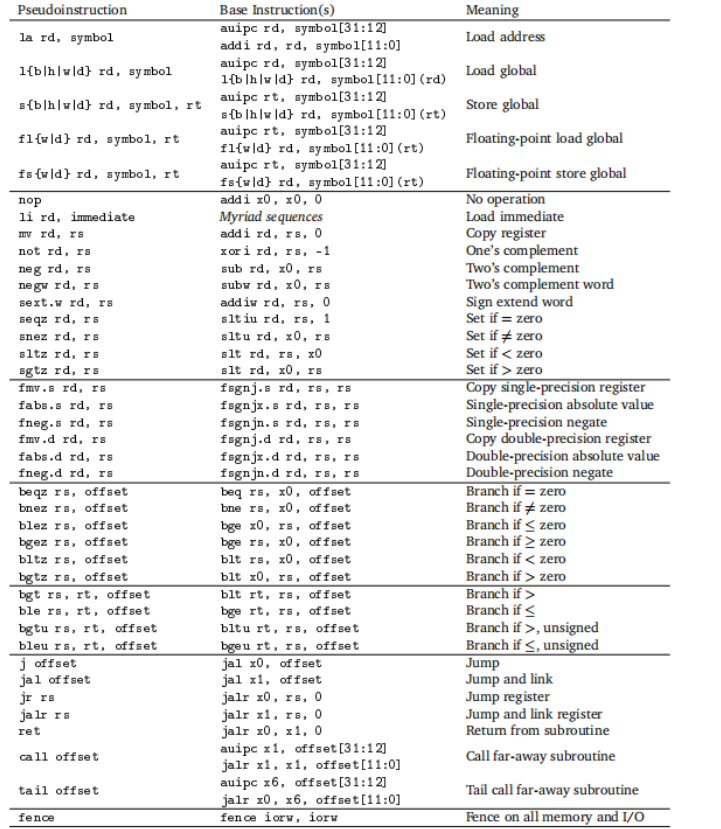 Pseudoinstruction Base Instruction(s) Meaning
la rd, symbol auipc rd, symbol[31:12] Load address
addi rd, rd, symbol[11:0]
l{b|h|w|d} rd, symbol auipc rd, symbol[31:12] Load global
l{b|h|w|d} rd, symbol[11:0](rd)
s{b|h|w|d} rd, symbol, rt auipc rt, symbol[31:12] Store global
s{b|h|w|d} rd, symbol[11:0](rt)
fl{w|d} rd, symbol, rt auipc rt, symbol[31:12] Floating-point load global
fl{w|d} rd, symbol[11:0](rt)
fs{w|d} rd, symbol, rt auipc rt, symbol[31:12] Floating-point store global
fs{w|d} rd, symbol[11:0](rt)
nop addi x0, x0, 0 No operation
li rd, immediate Myriad sequences Load immediate
mv rd, rs addi rd, rs, 0 Copy register
not rd, rs xori rd, rs, -1 One's complement
neg rd, rs sub rd, x0, rs Two's complement
negw rd, rs subw rd, x0, rs Two's complement word
sext.w rd, rs addiw rd, rs, 0 Sign extend word
seqz rd, rs sltiu rd, rs, 1 Set if = zero
snez rd, rs sltu rd, x0, rs Set if ≠ zero
sltz rd, rs slt rd, rs, x0 Set if < zero
sgtz rd, rs slt rd, x0, rs Set if > zero
fmv.s rd, rs fsgnj.s rd, rs, rs Copy single-precision register
fabs.s rd, rs fsgnjx.s rd, rs, rs Single-precision absolute value
fneg.s rd, rs fsgnjn.s rd, rs, rs Single-precision negate
fmv.d rd, rs fsgnj.d rd, rs, rs Copy double-precision register
fabs.d rd, rs fsgnjx.d rd, rs, rs Double-precision absolute value
fneg.d rd, rs fsgnjn.d rd, rs, rs Double-precision negate
beqz rs, offset beq rs, x0, offset Branch if = zero
bnez rs, offset bne rs, x0, offset Branch if ≠ zero
blez rs, offset bge x0, rs, offset Branch if ≤ zero
bgez rs, offset bge rs, x0, offset Branch if ≥ zero
bltz rs, offset blt rs, x0, offset Branch if < zero
bgtz rs, offset blt x0, rs, offset Branch if > zero
bgt rs, rt, offset blt rt, rs, offset Branch if >
ble rs, rt, offset bge rt, rs, offset Branch if ≤
bgtu rs, rt, offset bltu rt, rs, offset Branch if >, unsigned
bleu rs, rt, offset bgeu rt, rs, offset Branch if ≤, unsigned
j offset jal x0, offset Jump
jal offset jal x1, offset Jump and link
jr rs jalr x0, rs, 0 Jump register
jalr rs jalr x1, rs, 0 Jump and link register
ret jalr x0, x1, 0 Return from subroutine
call offset auipc x1, offset[31:12] Call far-away subroutine
jalr x1, x1, offset[11:0]
tail offset auipc x6, offset[31:12] Tail call far-away subroutine
jalr x0, x6, offset[11:0]
fence fence iorw, iorw Fence on all memory and I/O